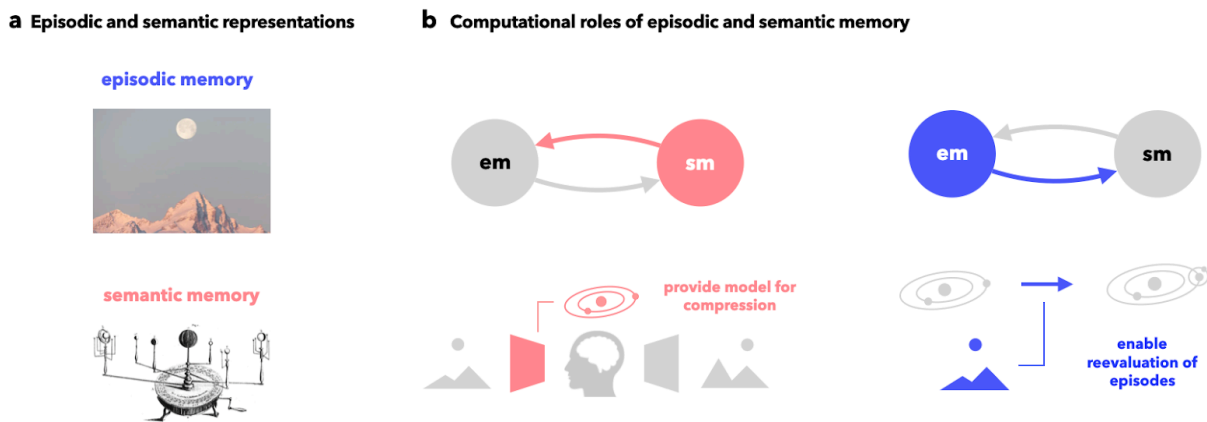 a Episodic and semantic representations
episodic memory
semantic memory
b Computational roles of episodic and semantic memory
em
sm
em
sm
provide model for
compression
enable
reevaluation of
episodes